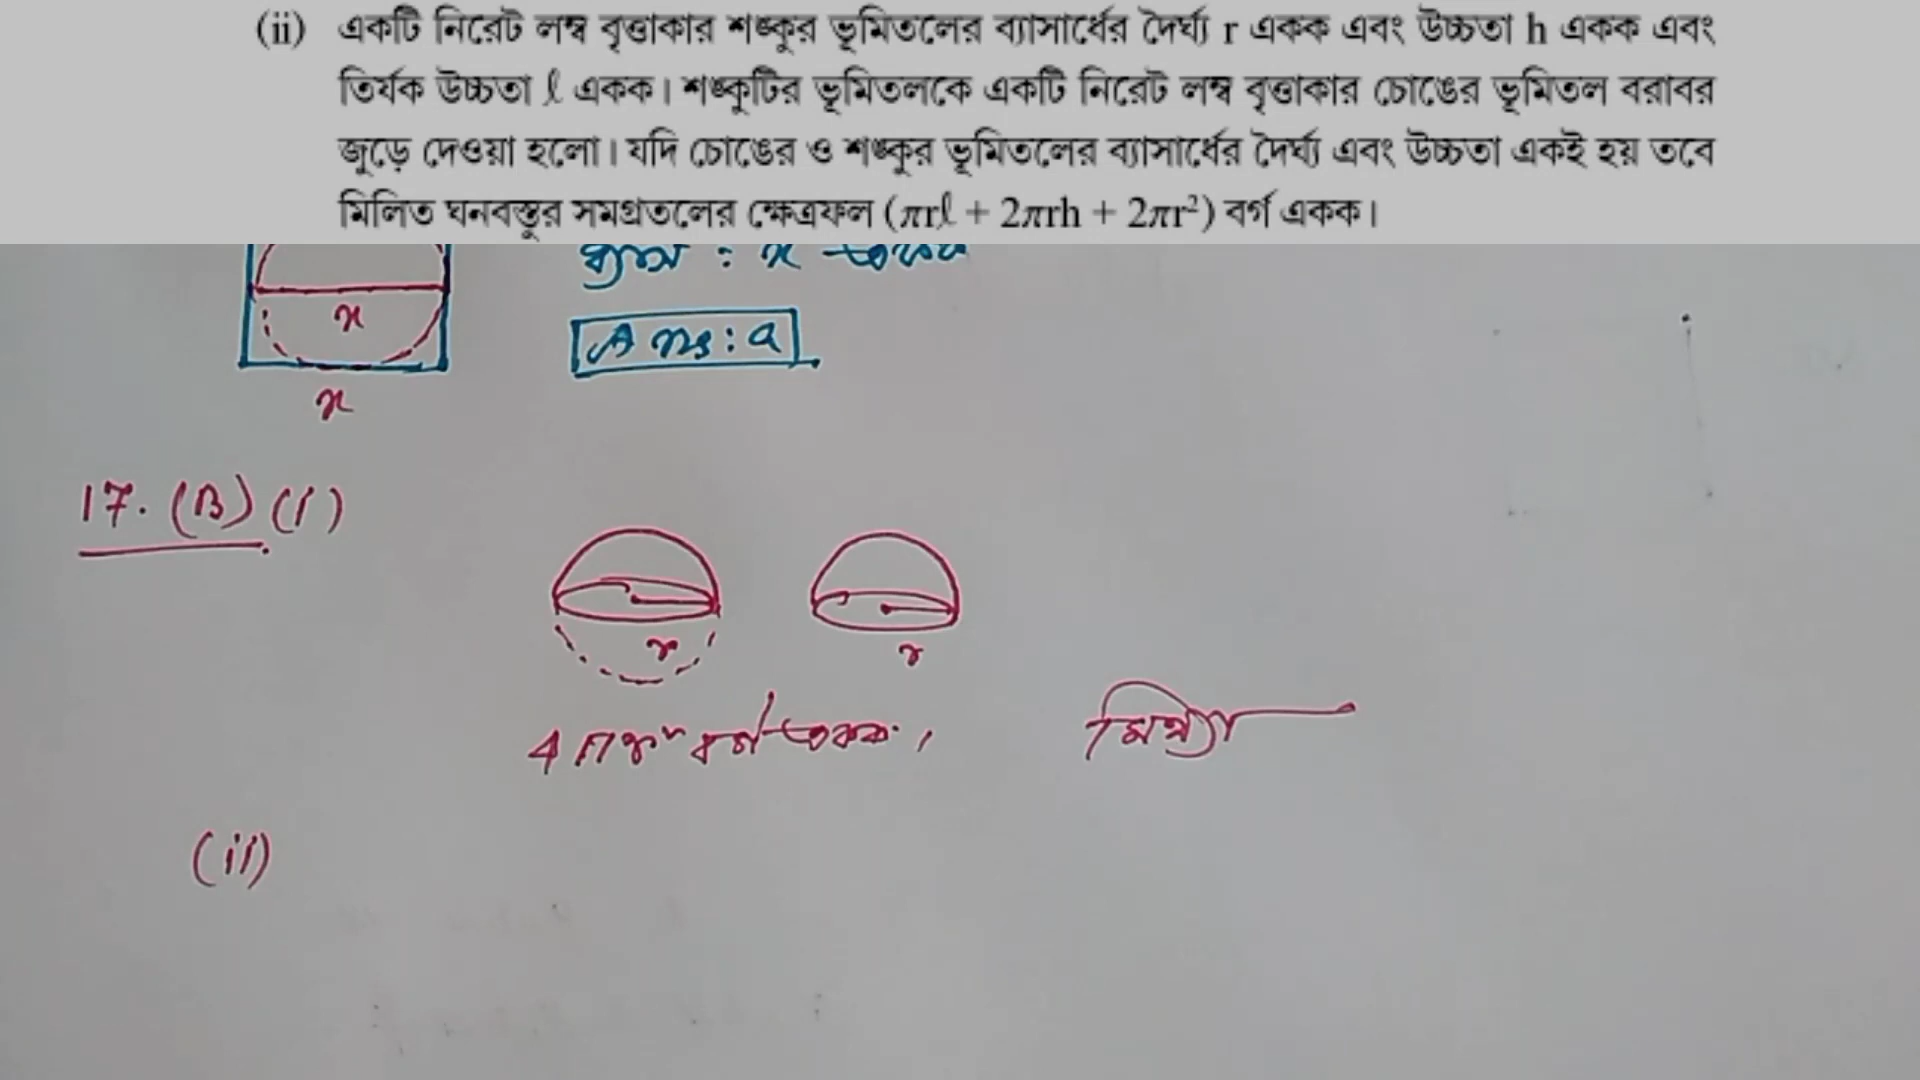 (ii) একটি নিরেট লম্ব বৃত্তাকার শঙ্কুর ভূমিতলের ব্যাসার্ধের দৈর্ঘ্য r একক এবং উচ্চতা h একক এবং
তির্যক উচ্চতা ℓ একক। শঙ্কুটির ভূমিতলকে একটি নিরেট লম্ব বৃত্তাকার চোঙের ভূমিতল বরাবর
জুড়ে দেওয়া হলো। যদি চোঙের ও শঙ্কুর ভূমিতলের ব্যাসার্ধের দৈর্ঘ্য এবং উচ্চতা একই হয় তবে
মিলিত ঘনবস্তুর সমগ্রতলের ক্ষেত্রফল (πrℓ + 2πrh + 2πr²) বর্গ একক।
ব্যাস : x একক
x
Ans : a
x
17. (B) (i)
r r
4πr² বর্গ একক।
মিথ্যা
(ii)